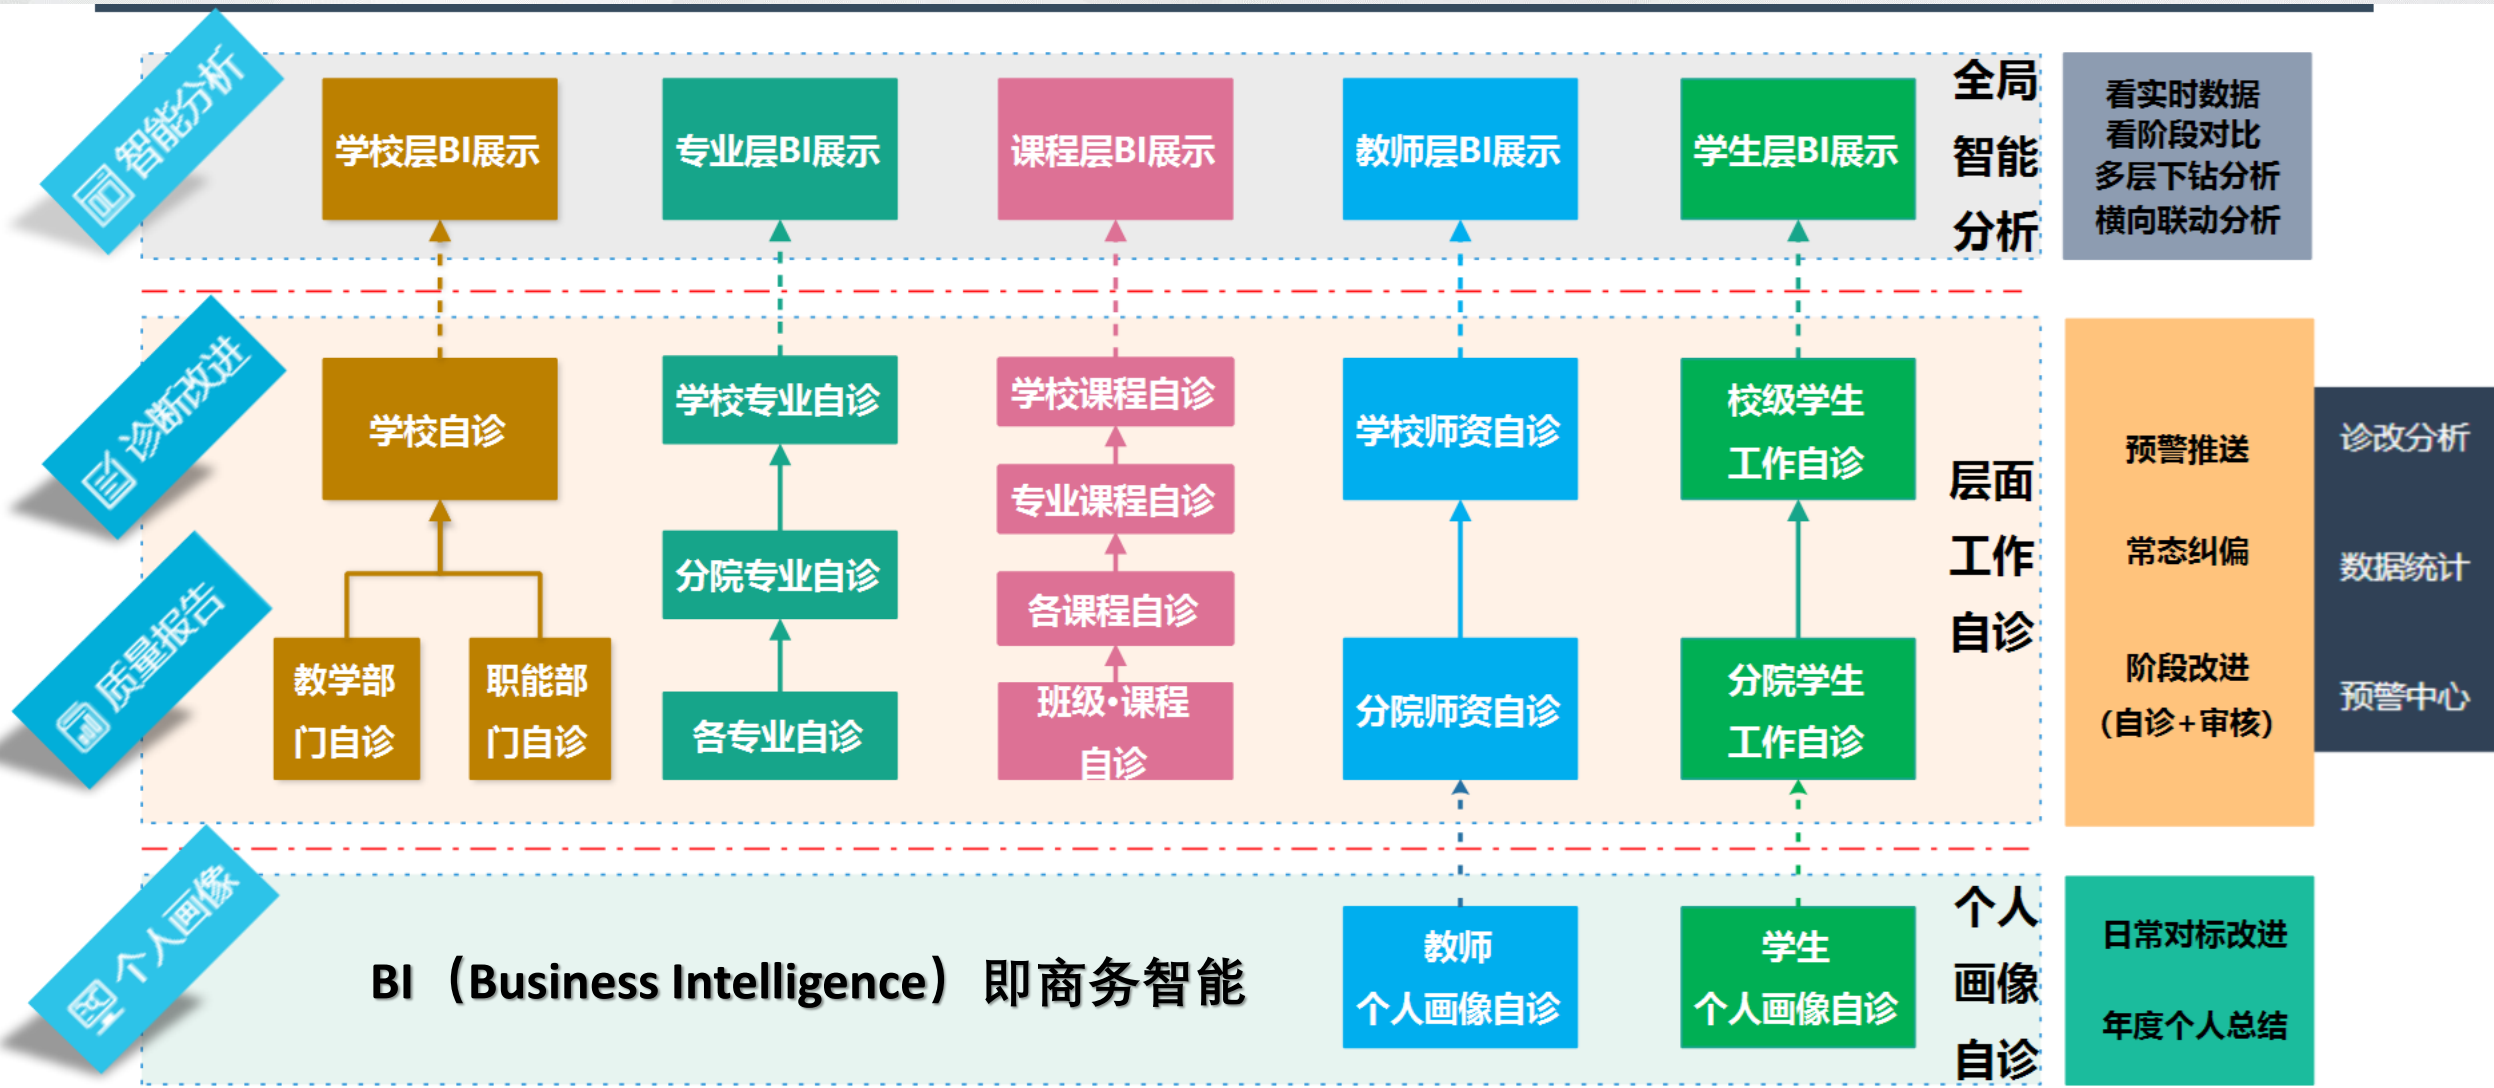 智能分析
学校层BI展示
专业层BI展示
课程层BI展示
教师层BI展示
学生层BI展示
全局
智能
分析
看实时数据
看阶段对比
多层下钻分析
横向联动分析
诊断改进
质量报告
学校自诊
教学部
门自诊
职能部
门自诊
学校专业自诊
分院专业自诊
各专业自诊
学校课程自诊
专业课程自诊
各课程自诊
班级·课程
自诊
学校师资自诊
分院师资自诊
校级学生
工作自诊
分院学生
工作自诊
层面
工作
自诊
预警推送
常态纠偏
阶段改进
（自诊+审核）
诊改分析
数据统计
预警中心
个人画像
BI（Business Intelligence）即商务智能
教师
个人画像自诊
学生
个人画像自诊
个人
画像
自诊
日常对标改进
年度个人总结